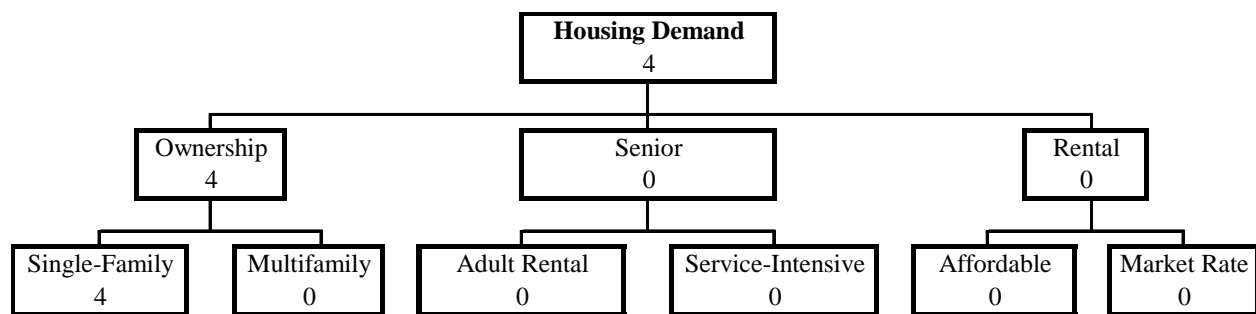 Housing Demand
4
Ownership
4
Senior
0
Rental
0
Single-Family
4
Multifamily
0
Adult Rental
0
Service-Intensive
0
Affordable
0
Market Rate
0